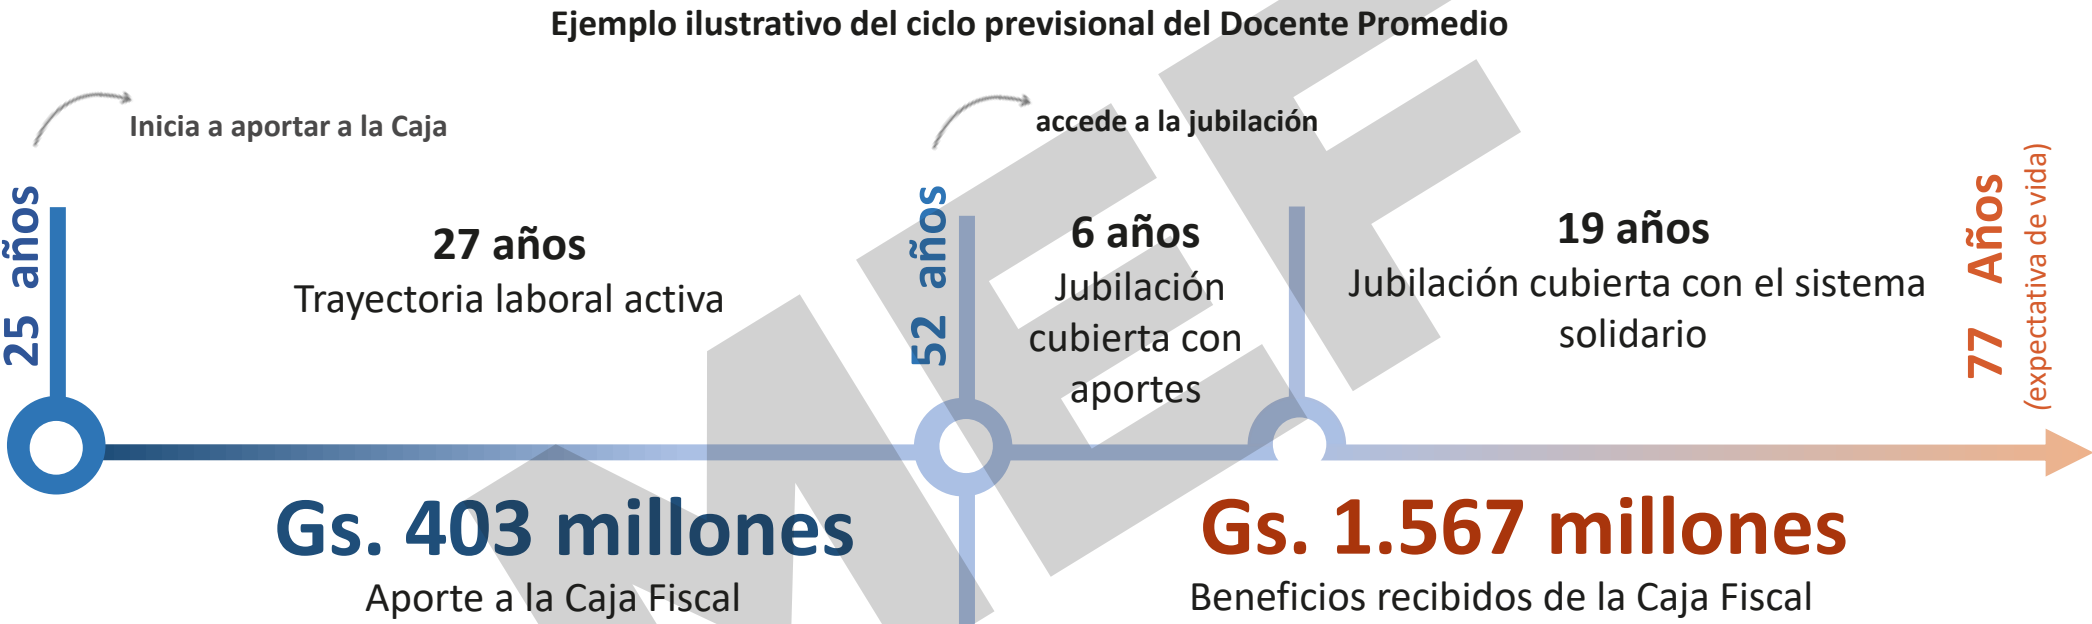 Ejemplo ilustrativo del ciclo previsional del Docente Promedio
Inicia a aportar a la Caja
accede a la jubilación
25 años
27 años
Trayectoria laboral activa
52 años
6 años
Jubilación
cubierta con
aportes
19 años
Jubilación cubierta con el sistema
solidario
77 Años
(expectativa de vida)
Gs. 403 millones
Aporte a la Caja Fiscal
Gs. 1.567 millones
Beneficios recibidos de la Caja Fiscal
MEF